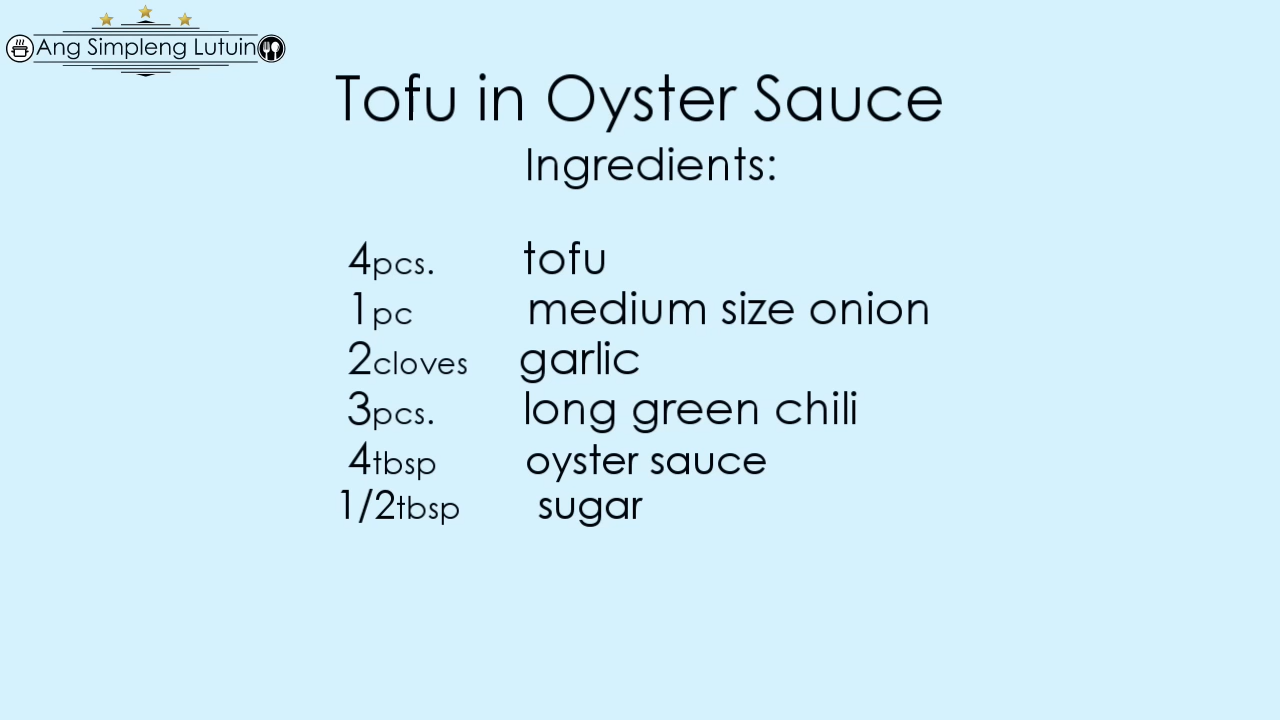 Ang Simpleng Lutuin
Tofu in Oyster Sauce
Ingredients:
4pcs. tofu
1pc medium size onion
2cloves garlic
3pcs. long green chili
4tbsp oyster sauce
1/2tbsp sugar